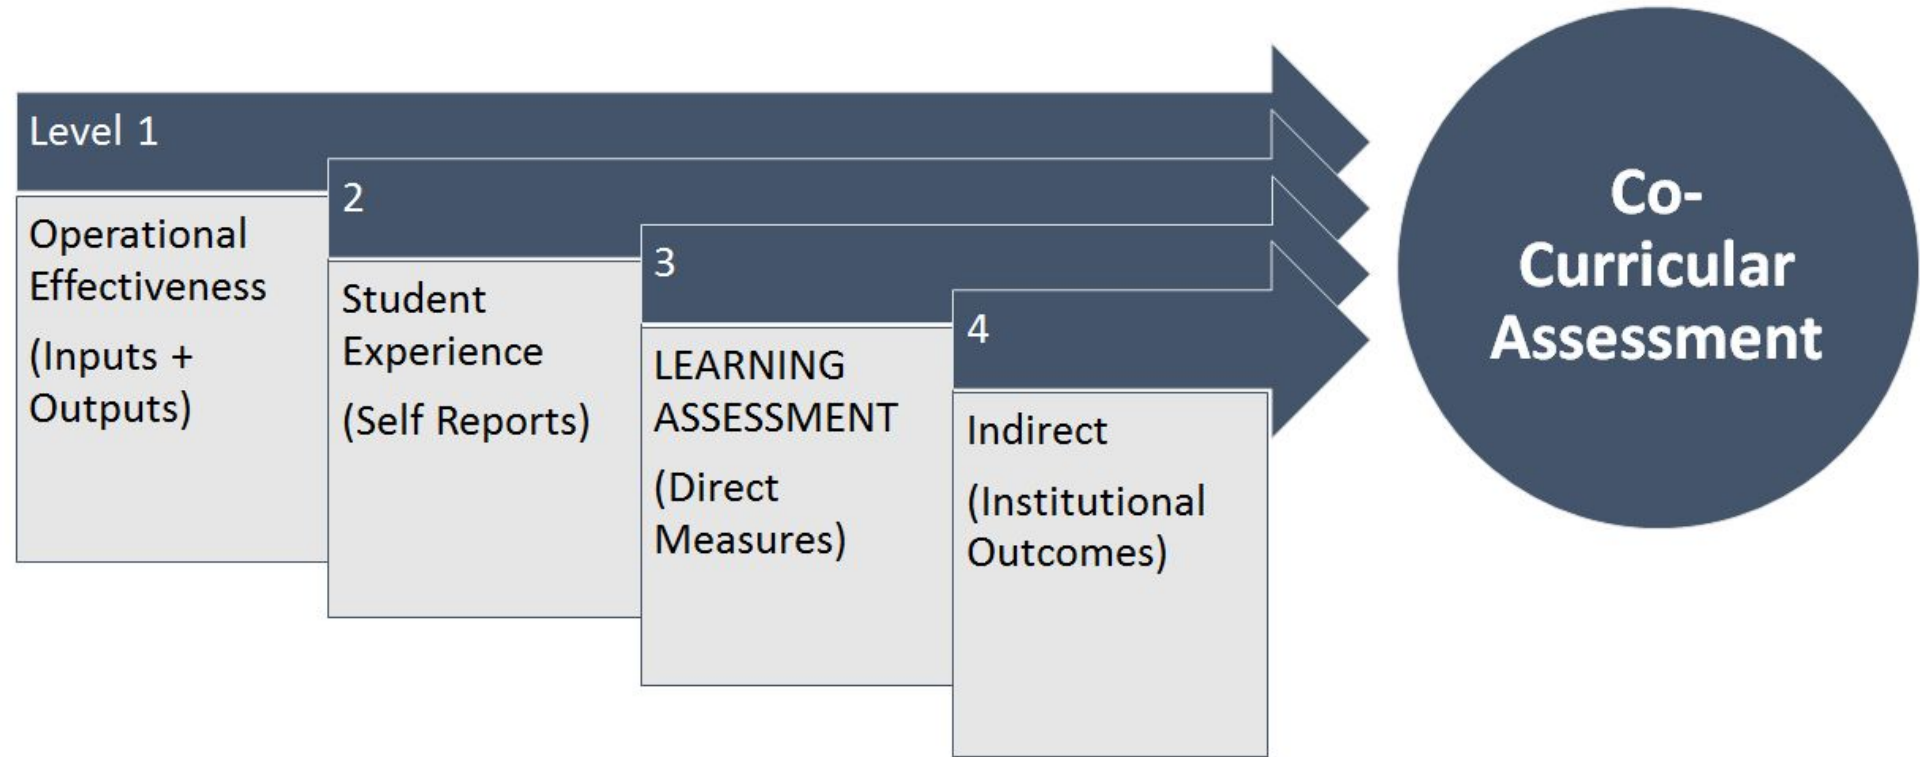 Level 1
Operational
Effectiveness
(Inputs +
Outputs)
2
Student
Experience
(Self Reports)
3
LEARNING
ASSESSMENT
(Direct
Measures)
4
Indirect
(Institutional
Outcomes)
Co-
Curricular
Assessment